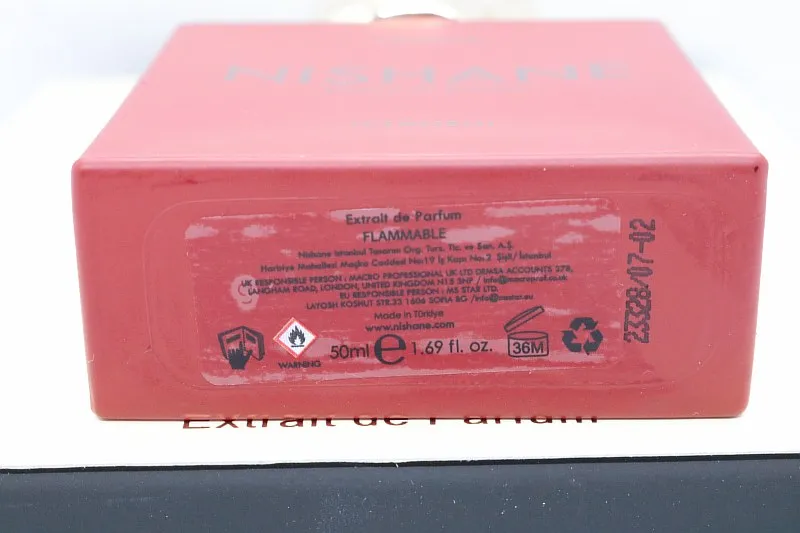 NISHANE
Extrait de Parfum
FLAMMABLE
Nishane Istanbul Tasarım Org. Turz. Tic. ve San. A.Ş.
Harbiye Mahallesi Maçka Caddesi No:19 İç Kapı No:2 Şişli/İstanbul
UK RESPONSIBLE PERSON : MACRO PROFESSIONAL UK LTD DEMSA ACCOUNTS 278,
LANGHAM ROAD, LONDON, UNITED KINGDOM N15 3NP / info@macroprof.co.uk
EU RESPONSIBLE PERSON : MS STAR LTD.
LAYOSH KOSHUT STR.33 1606 SOFIA BG /info@msstar.eu
Made in Türkiye
www.nishane.com
WARNING
50ml e 1.69 fl. oz.
36M
23328/07-02
Extrait de Parfum